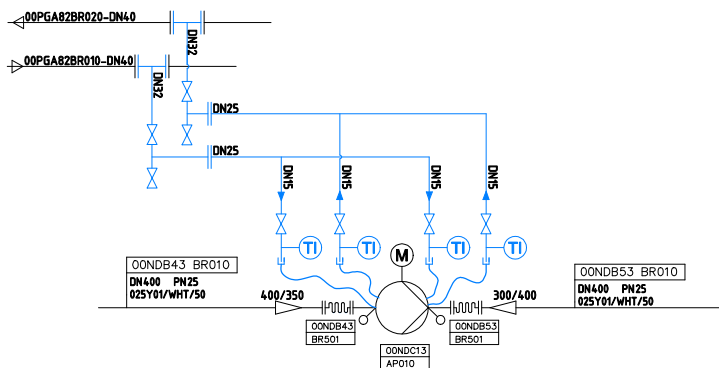 00PGA82BR020-DN40
DN32
00PGA82BR010-DN40
DN32
DN25
DN25
DN15
DN15
DN15
DN15
TI
TI
TI
TI
M
00NDB43 BR010
DN400 PN25
025Y01/WHT/50
400/350
300/400
00NDB53 BR010
DN400 PN25
025Y01/WHT/50
00NDB43
BR501
00NDB53
BR501
00NDC13
AP010